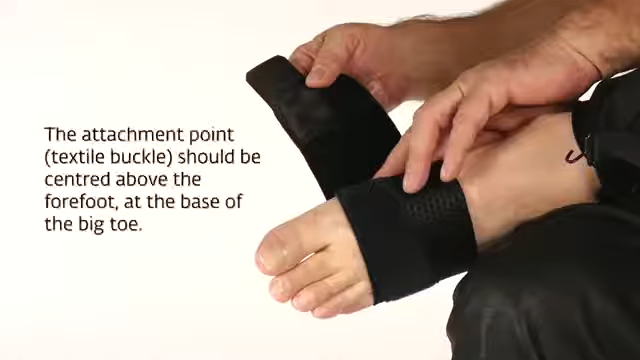 The attachment point
(textile buckle) should be
centred above the
forefoot, at the base of
the big toe.